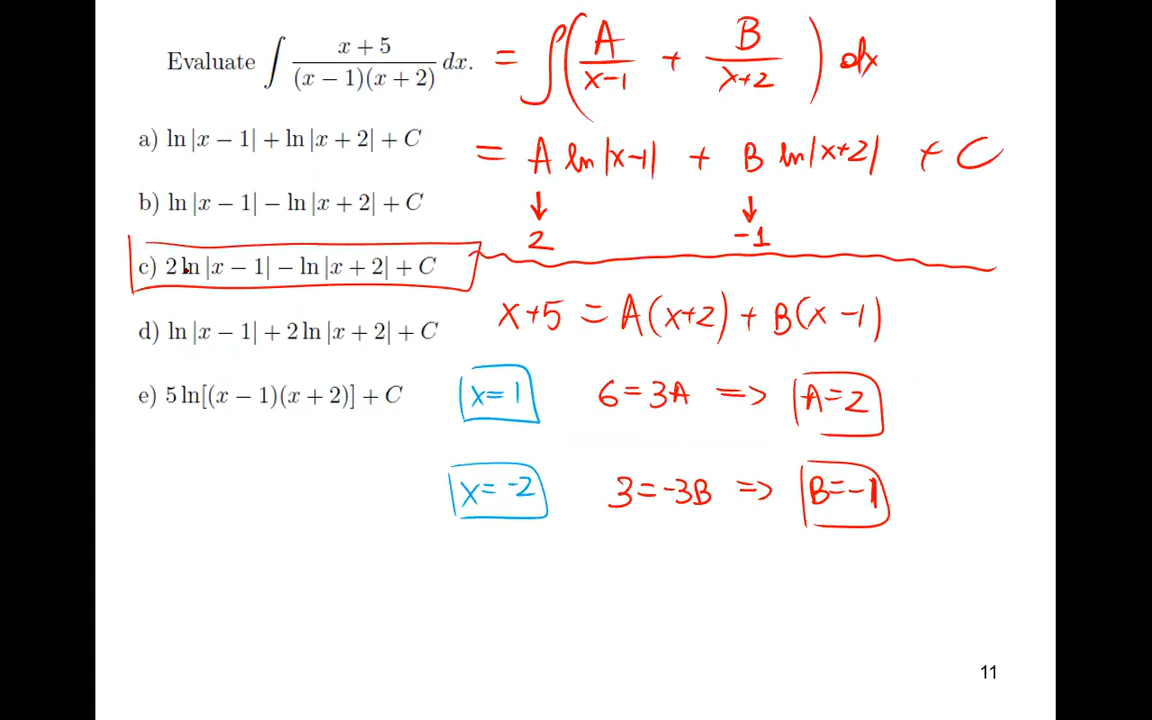 Evaluate ∫ (x + 5)/((x − 1)(x + 2)) dx. = ∫ (A/(x−1) + B/(x+2)) dx
a) ln |x − 1| + ln |x + 2| + C
= A ln|x−1| + B ln|x+2| + C
b) ln |x − 1| − ln |x + 2| + C
↓ ↓
2 −1
c) 2 ln |x − 1| − ln |x + 2| + C
x+5 = A(x+2) + B(x −1)
d) ln |x − 1| + 2 ln |x + 2| + C
e) 5 ln[(x − 1)(x + 2)] + C
x=1 6=3A => A=2
x=-2 3=-3B => B=-1
11